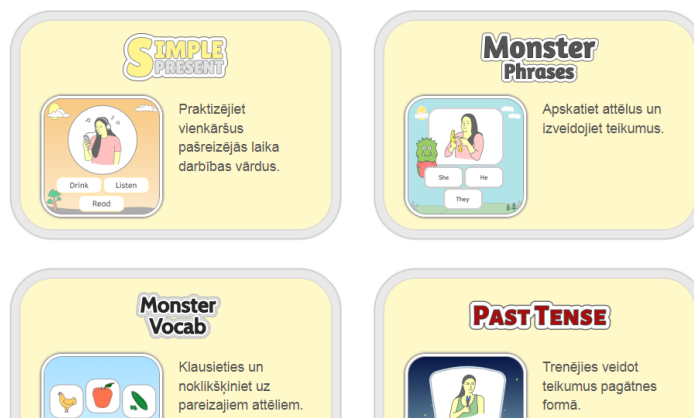 SIMPLE
PRESENT
Praktizējiet
vienkāršus
pašreizējās laika
darbības vārdus.
Drink
Listen
Read
Monster
Phrases
Apskatiet attēlus un
izveidojiet teikumus.
She
He
They
Monster
Vocab
Klausieties un
noklikšķiniet uz
pareizajiem attēliem.
PAST TENSE
Trenējies veidot
teikumus pagātnes
formā.